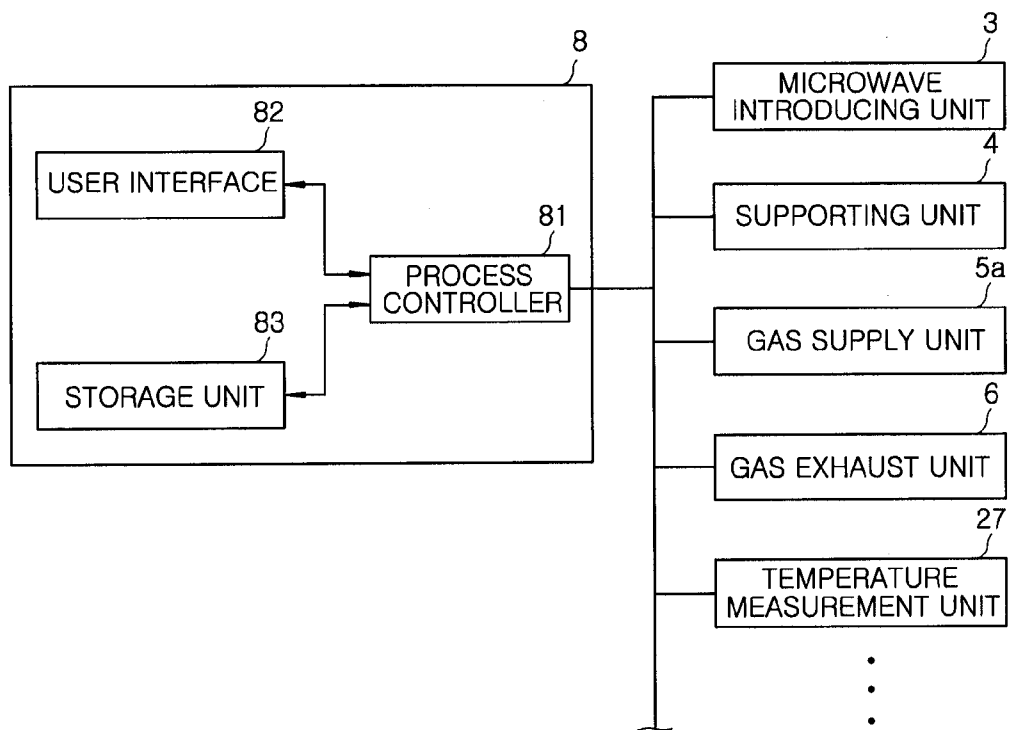 8
82
USER INTERFACE
81
PROCESS
CONTROLLER
83
STORAGE UNIT
3
MICROWAVE
INTRODUCING UNIT
4
SUPPORTING UNIT
5a
GAS SUPPLY UNIT
6
GAS EXHAUST UNIT
27
TEMPERATURE
MEASUREMENT UNIT